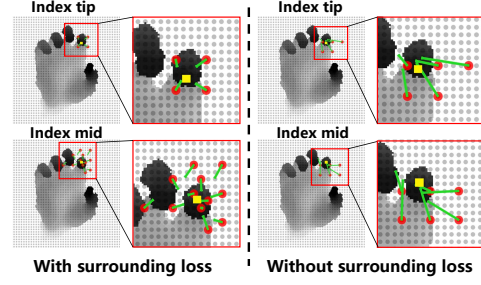 Index tip
Index mid
With surrounding loss
Index tip
Index mid
Without surrounding loss